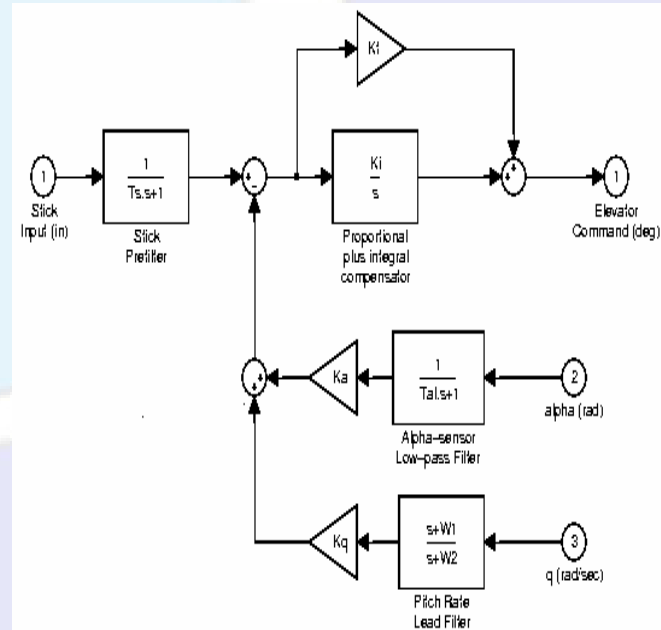 Kf
1
Stick
Input (in)
1
Ts.s+1
Stick
Prefilter
+
−
Ki
s
Proportional
plus integral
compensator
+
+
1
Elevator
Command (deg)
+
+
Ka
1
Tal.s+1
Alpha−sensor
Low−pass Filter
2
alpha (rad)
Kq
s+W1
s+W2
Pitch Rate
Lead Filter
3
q (rad/sec)